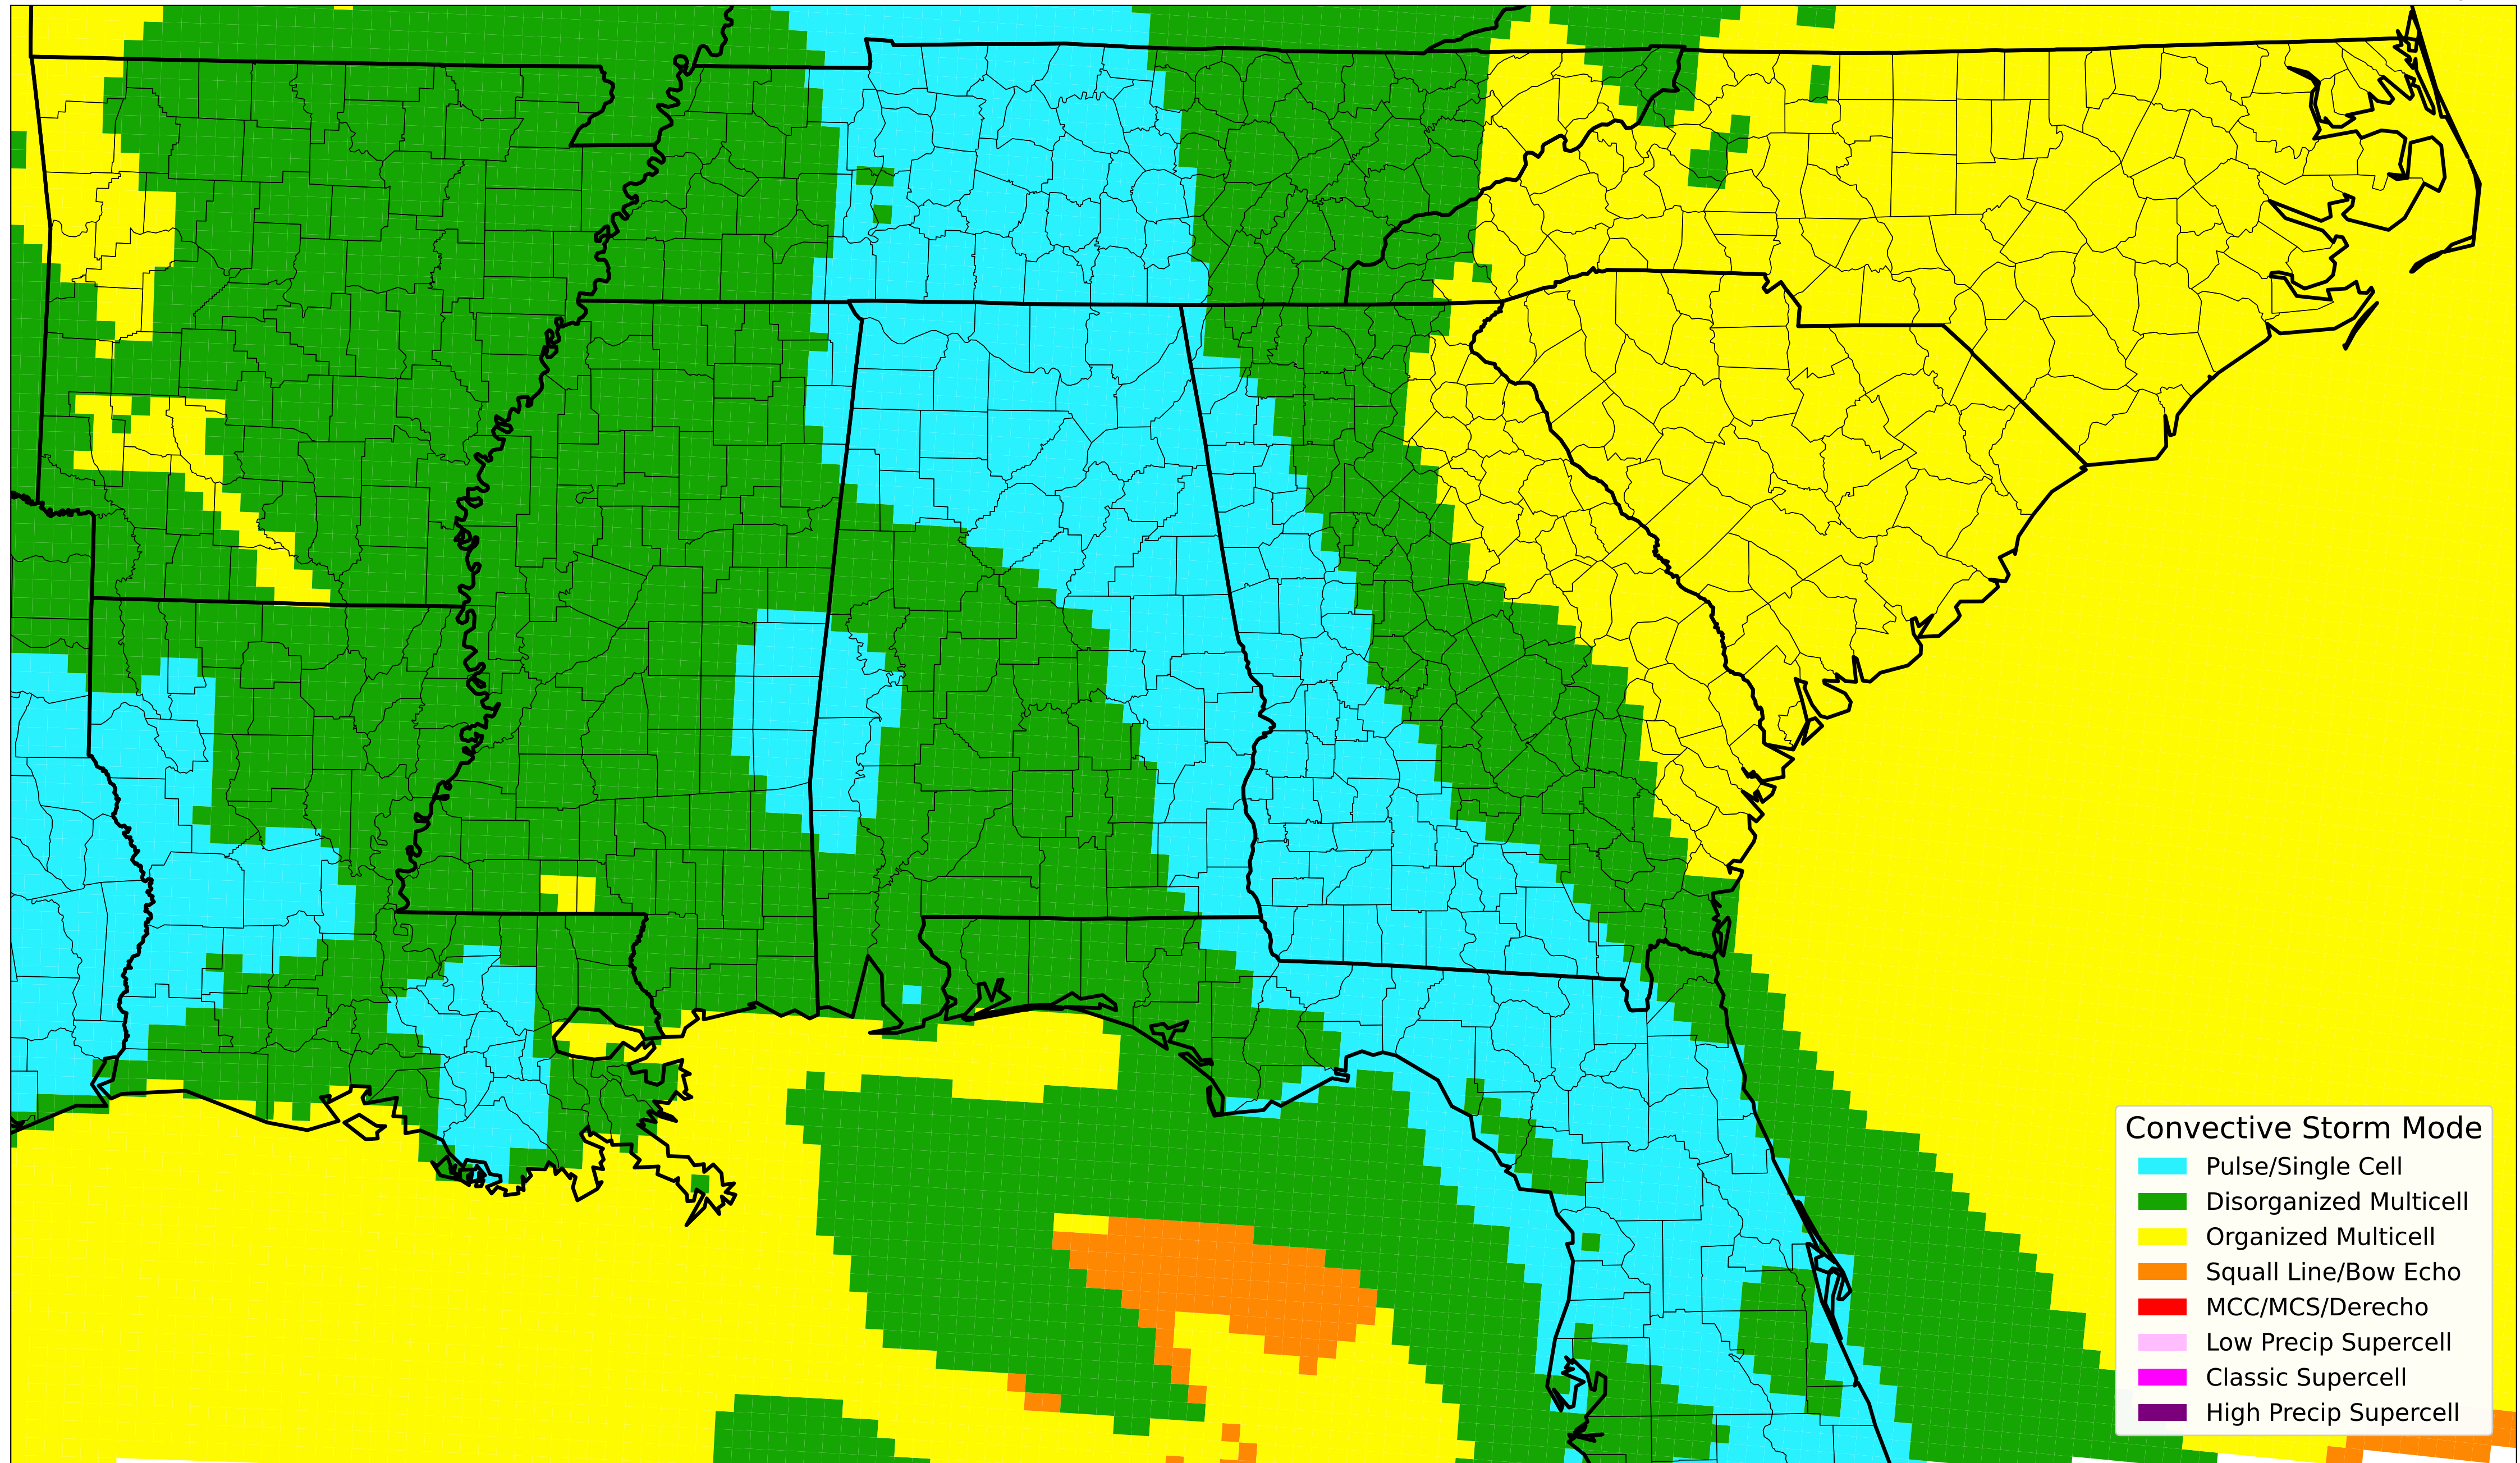 Convective Storm Mode
Pulse/Single Cell
Disorganized Multicell
Organized Multicell
Squall Line/Bow Echo
MCC/MCS/Derecho
Low Precip Supercell
Classic Supercell
High Precip Supercell